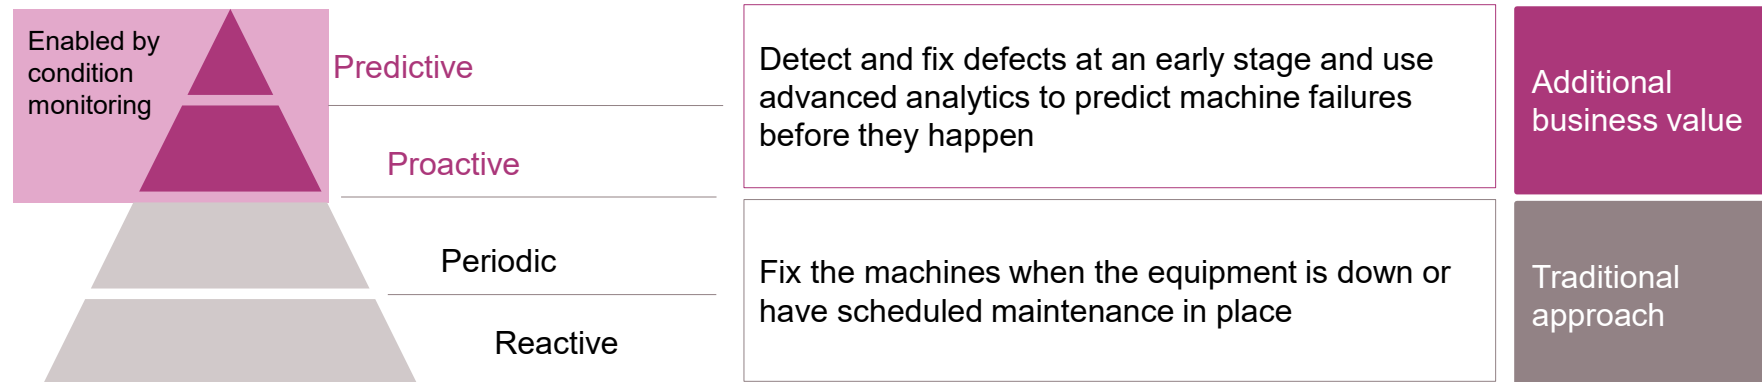 Enabled by
condition
monitoring
Predictive
Proactive
Periodic
Reactive
Detect and fix defects at an early stage and use
advanced analytics to predict machine failures
before they happen
Additional
business value
Fix the machines when the equipment is down or
have scheduled maintenance in place
Traditional
approach